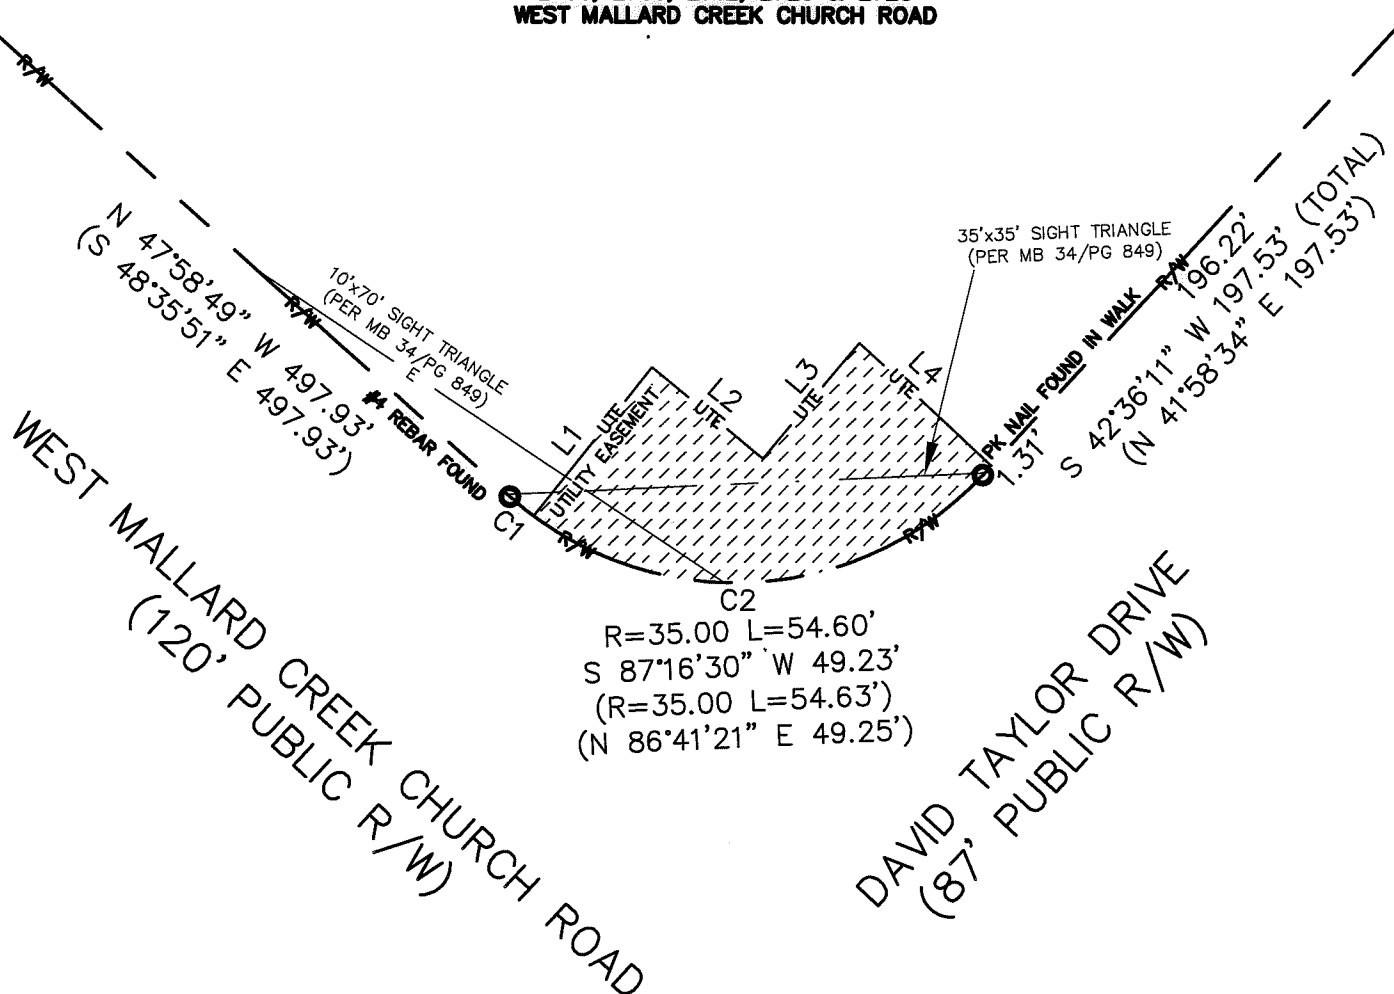 WEST MALLARD CREEK CHURCH ROAD
R/W
N 47°58'49" W 497.93'
(S 48°35'51" E 497.93')
10'x70' SIGHT TRIANGLE
(PER MB 34/PG 849)
E
R/W
#4 REBAR FOUND
35'x35' SIGHT TRIANGLE
(PER MB 34/PG 849)
R/W
196.22'
S 42°36'11" W 197.53' (TOTAL)
(N 41°58'34" E 197.53')
PK NAIL FOUND IN WALK
1.31'
L1
UTE
UTILITY EASEMENT
L2
UTE
L3
UTE
L4
UTE
C1
R/W
R/W
C2
R=35.00 L=54.60'
S 87°16'30" W 49.23'
(R=35.00 L=54.63')
(N 86°41'21" E 49.25')
WEST MALLARD CREEK CHURCH ROAD
(120' PUBLIC R/W)
DAVID TAYLOR DRIVE
(87' PUBLIC R/W)